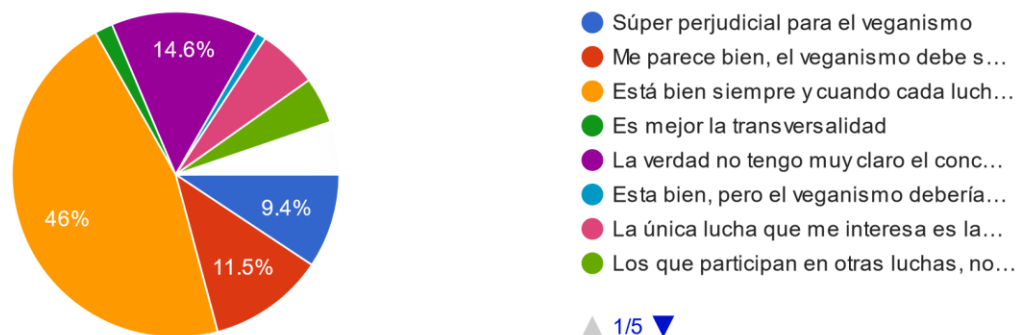 14.6%
46%
9.4%
11.5%
Súper perjudicial para el veganismo
Me parece bien, el veganismo debe s…
Está bien siempre y cuando cada luch…
Es mejor la transversalidad
La verdad no tengo muy claro el conc…
Esta bien, pero el veganismo debería…
La única lucha que me interesa es la…
Los que participan en otras luchas, no…
1/5